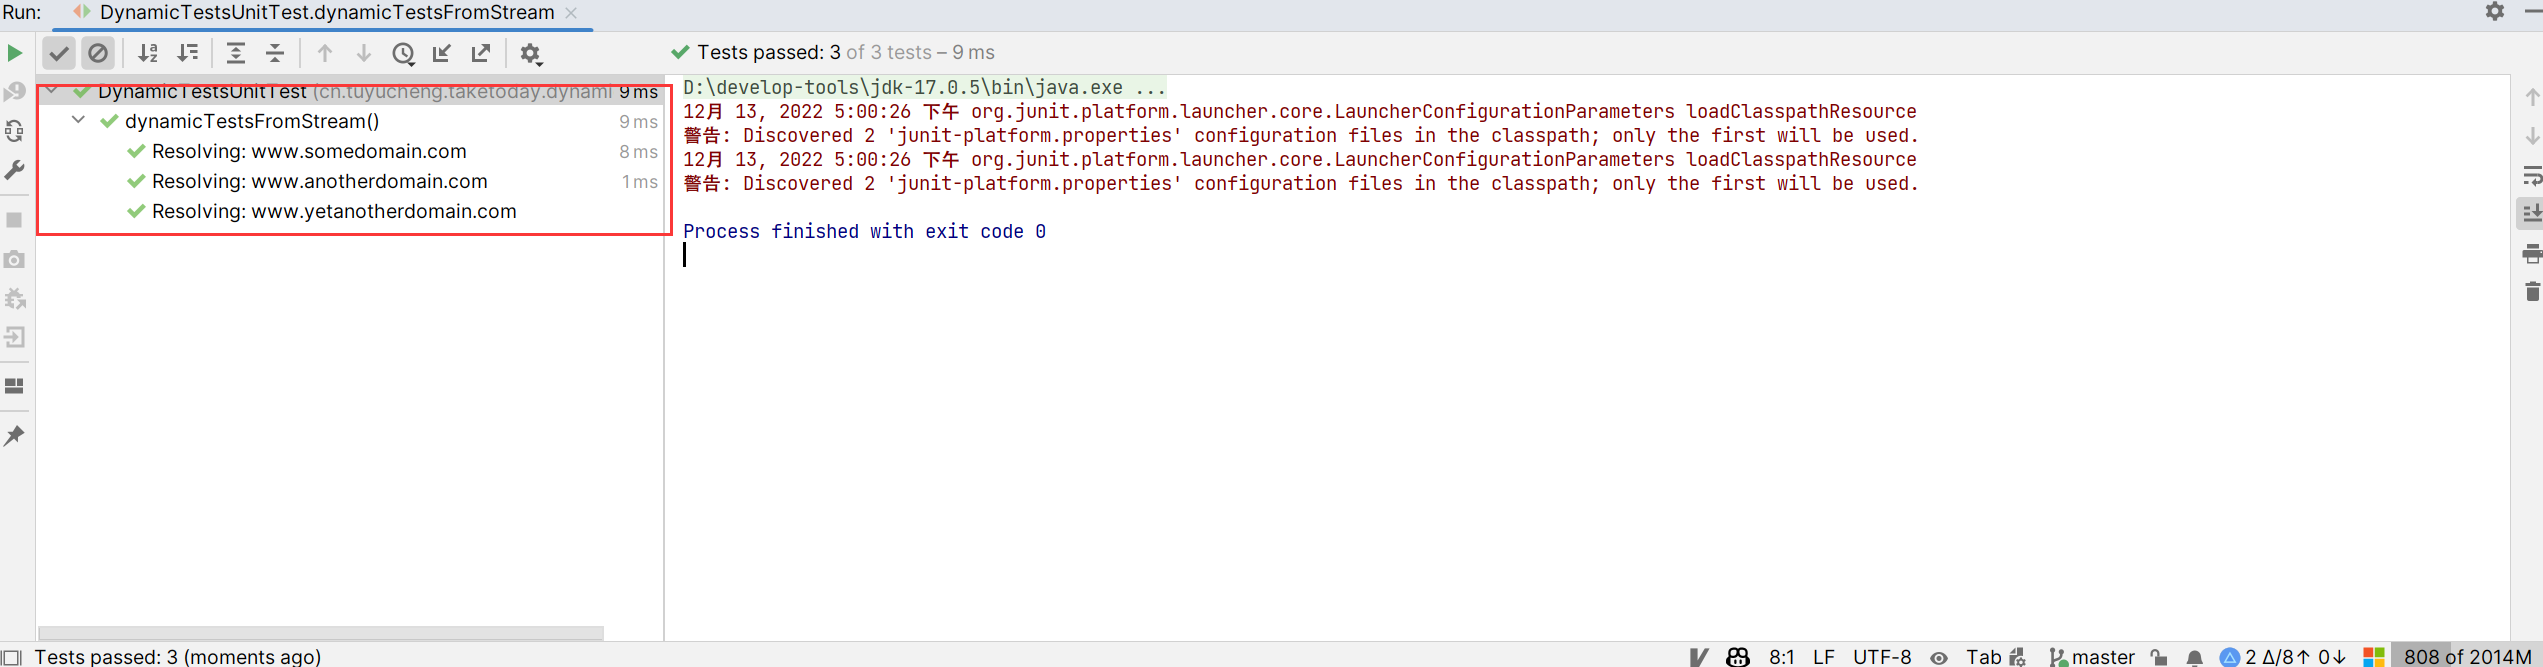 Run: DynamicTestsUnitTest.dynamicTestsFromStream
Tests passed: 3 of 3 tests – 9 ms
DynamicTestsUnitTest (cn.tuyucheng.taketoday.dynami 9 ms
dynamicTestsFromStream() 9 ms
Resolving: www.somedomain.com 8 ms
Resolving: www.anotherdomain.com 1 ms
Resolving: www.yetanotherdomain.com
D:\develop-tools\jdk-17.0.5\bin\java.exe ...
12月 13, 2022 5:00:26 下午 org.junit.platform.launcher.core.LauncherConfigurationParameters loadClasspathResource
警告: Discovered 2 'junit-platform.properties' configuration files in the classpath; only the first will be used.
12月 13, 2022 5:00:26 下午 org.junit.platform.launcher.core.LauncherConfigurationParameters loadClasspathResource
警告: Discovered 2 'junit-platform.properties' configuration files in the classpath; only the first will be used.
Process finished with exit code 0
Tests passed: 3 (moments ago)
8:1 LF UTF-8 Tab master 2 Δ/8↑ 0↓ 808 of 2014M